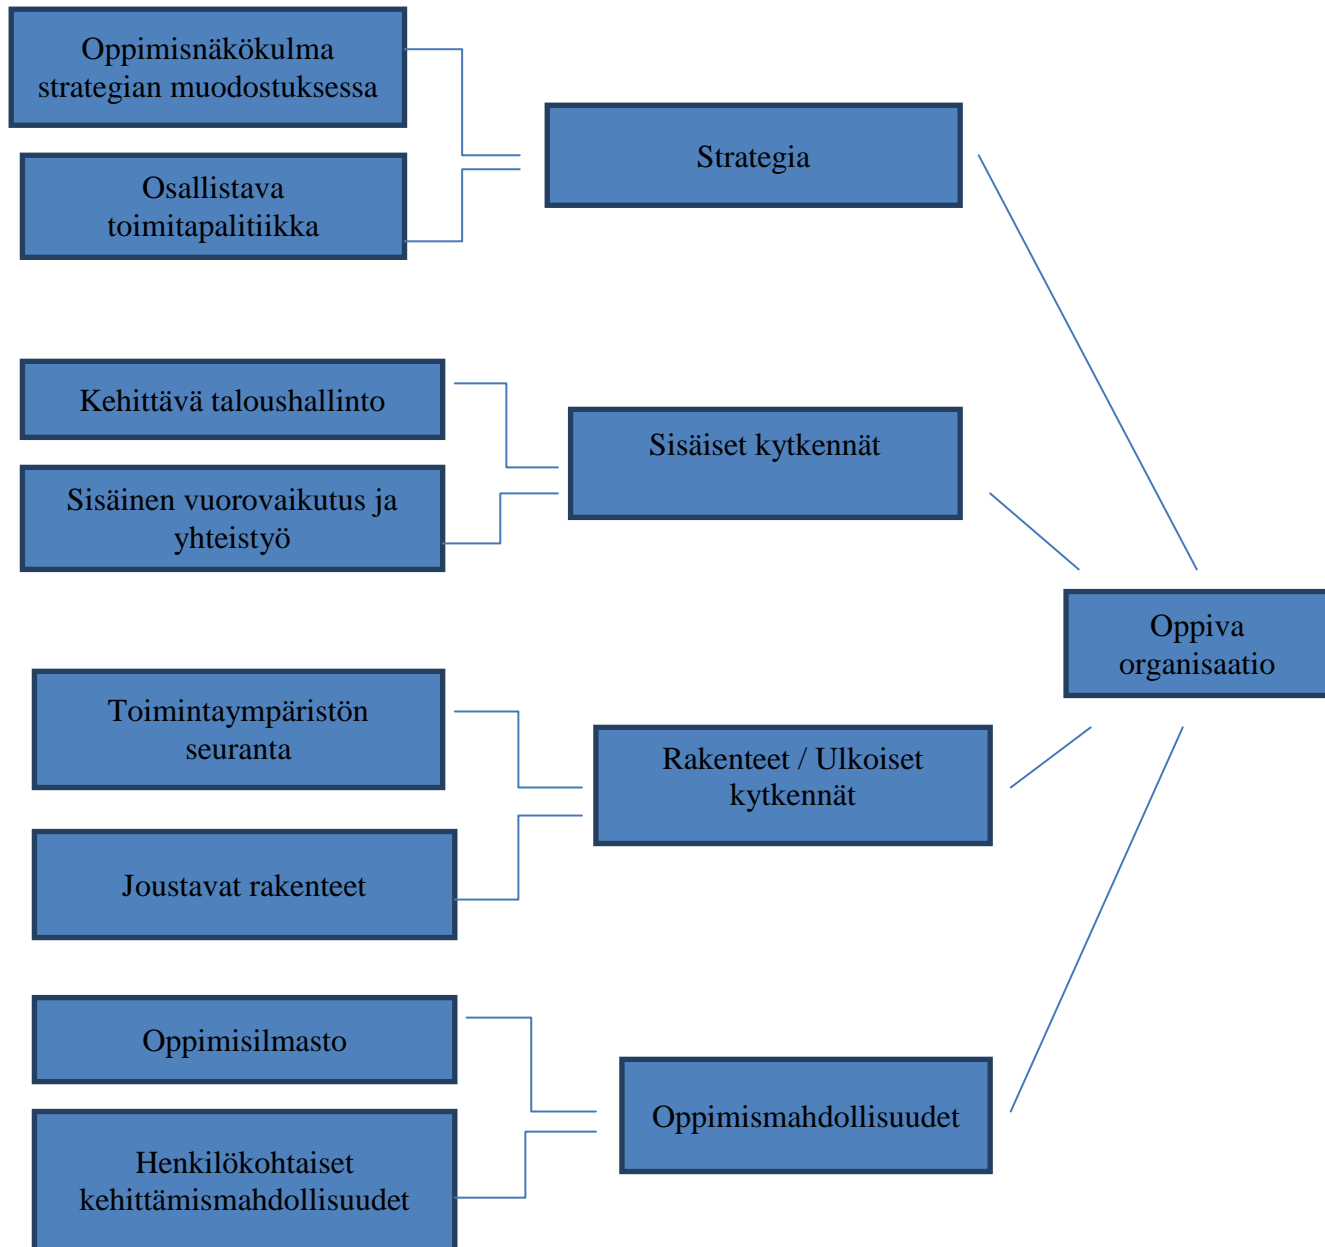 Oppimisnäkökulma
strategian muodostuksessa
Osallistava
toimitapalitiikka
Strategia
Kehittävä taloushallinto
Sisäinen vuorovaikutus ja
yhteistyö
Sisäiset kytkennät
Toimintaympäristön
seuranta
Joustavat rakenteet
Rakenteet / Ulkoiset
kytkennät
Oppimisilmasto
Henkilökohtaiset
kehittämismahdollisuudet
Oppimismahdollisuudet
Oppiva
organisaatio